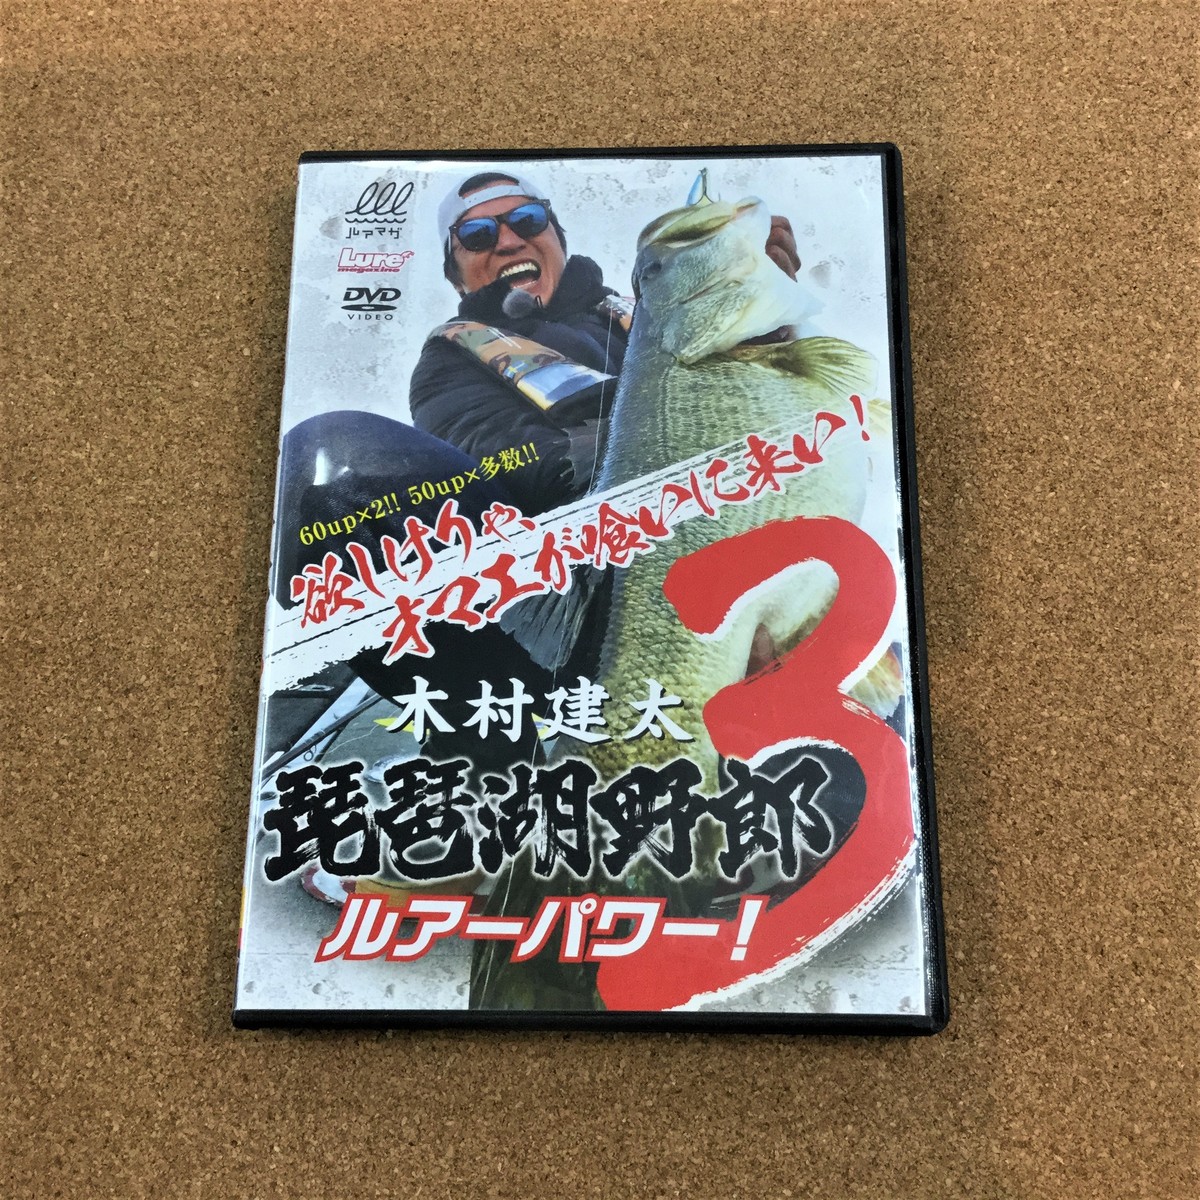 ルアマガ
Lure
magazine
DVD
VIDEO
60up×2!! 50up×多数!!
欲しけりゃ、
オマエが喰いに来い!
木村建太
琵琶湖野郎
3
ルアーパワー!